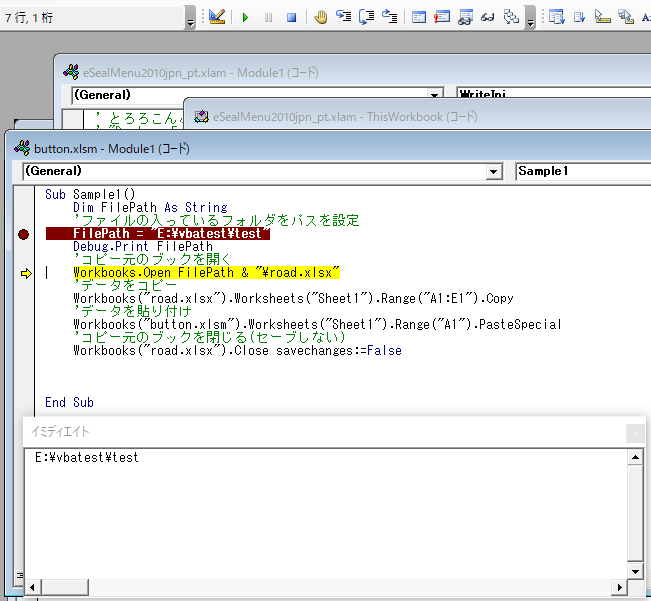 7 行, 1 桁
eSealMenu2010jpn_pt.xlam - Module1 (コード)
(General)
WriteIni
eSealMenu2010jpn_pt.xlam - ThisWorkbook (コード)
button.xlsm - Module1 (コード)
(General)
Sample1
Sub Sample1()
Dim FilePath As String
'ファイルの入っているフォルダをパスを設定
FilePath = "E:\vbatest\test"
Debug.Print FilePath
'コピー元のブックを開く
Workbooks.Open FilePath & "\road.xlsx"
'データをコピー
Workbooks("road.xlsx").Worksheets("Sheet1").Range("A1:E1").Copy
'データを貼り付け
Workbooks("button.xlsm").Worksheets("Sheet1").Range("A1").PasteSpecial
'コピー元のブックを閉じる(セーブしない)
Workbooks("road.xlsx").Close savechanges:=False
End Sub
イミディエイト
E:\vbatest\test